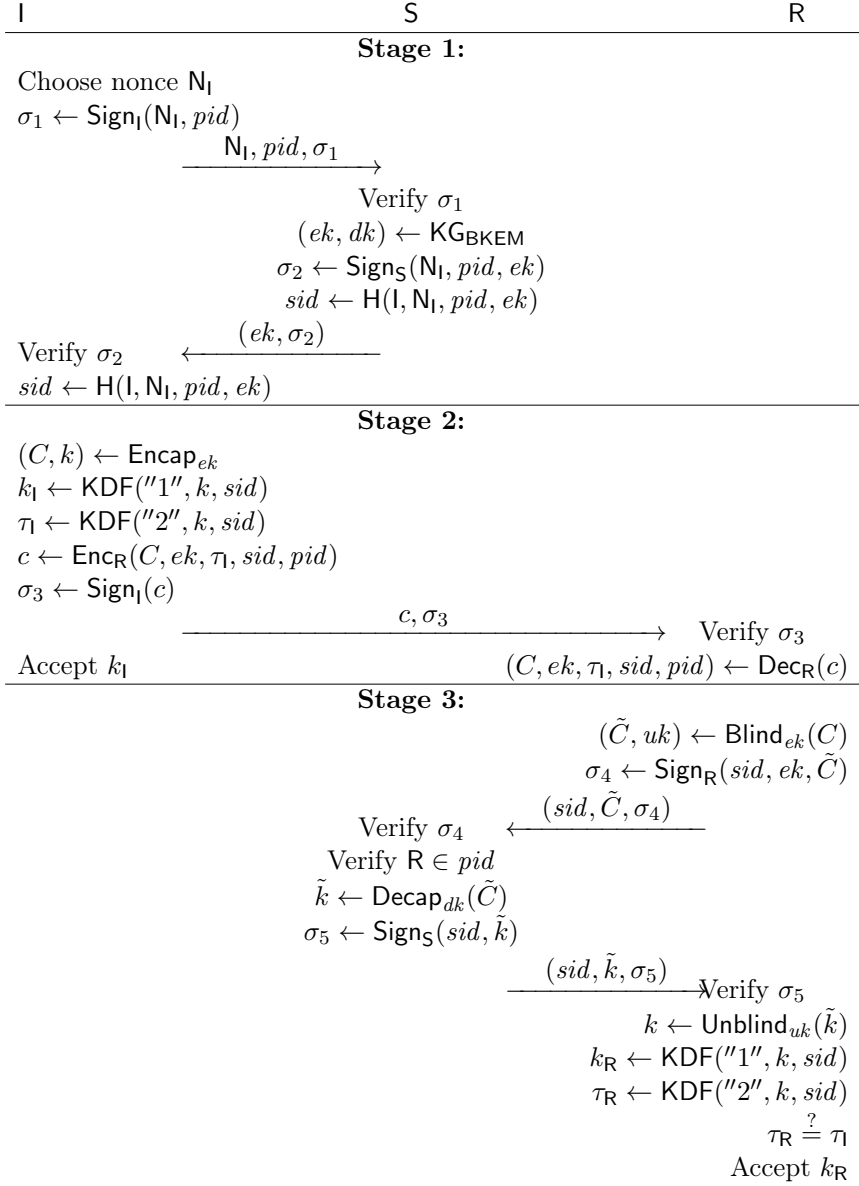 I S R
Stage 1:
Choose nonce N_I
σ_1 ← Sign_I(N_I, pid)
N_I, pid, σ_1
Verify σ_1
(ek, dk) ← KG_BKEM
σ_2 ← Sign_S(N_I, pid, ek)
sid ← H(I, N_I, pid, ek)
(ek, σ_2)
Verify σ_2
sid ← H(I, N_I, pid, ek)
Stage 2:
(C, k) ← Encap_ek
k_I ← KDF("1", k, sid)
τ_I ← KDF("2", k, sid)
c ← Enc_R(C, ek, τ_I, sid, pid)
σ_3 ← Sign_I(c)
c, σ_3
Verify σ_3
Accept k_I (C, ek, τ_I, sid, pid) ← Dec_R(c)
Stage 3:
(C̃, uk) ← Blind_ek(C)
σ_4 ← Sign_R(sid, ek, C̃)
(sid, C̃, σ_4)
Verify σ_4
Verify R ∈ pid
k̃ ← Decap_dk(C̃)
σ_5 ← Sign_S(sid, k̃)
(sid, k̃, σ_5)
Verify σ_5
k ← Unblind_uk(k̃)
k_R ← KDF("1", k, sid)
τ_R ← KDF("2", k, sid)
τ_R ≟ τ_I
Accept k_R